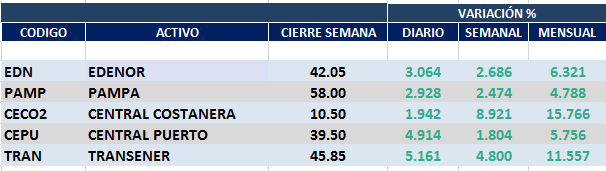 VARIACIÓN %
CODIGO ACTIVO CIERRE SEMANA DIARIO SEMANAL MENSUAL
EDN EDENOR 42.05 3.064 2.686 6.321
PAMP PAMPA 58.00 2.928 2.474 4.788
CECO2 CENTRAL COSTANERA 10.50 1.942 8.921 15.766
CEPU CENTRAL PUERTO 39.50 4.914 1.804 5.756
TRAN TRANSENER 45.85 5.161 4.800 11.557